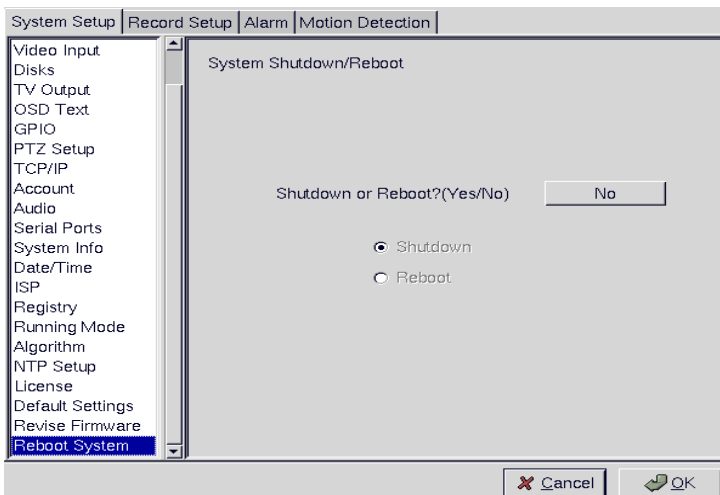 System Setup Record Setup Alarm Motion Detection
Video Input
Disks
TV Output
OSD Text
GPIO
PTZ Setup
TCP/IP
Account
Audio
Serial Ports
System Info
Date/Time
ISP
Registry
Running Mode
Algorithm
NTP Setup
License
Default Settings
Revise Firmware
Reboot System
System Shutdown/Reboot
Shutdown or Reboot?(Yes/No) No
Shutdown
Reboot
Cancel OK